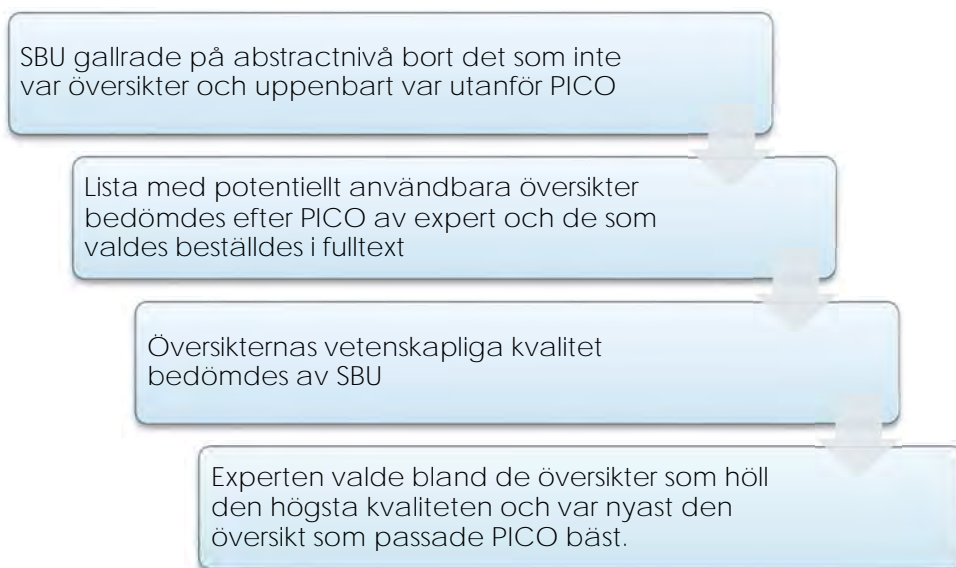 SBU gallrade på abstractnivå bort det som inte
var översikter och uppenbart var utanför PICO
Lista med potentiellt användbara översikter
bedömdes efter PICO av expert och de som
valdes beställdes i fulltext
Översikternas vetenskapliga kvalitet
bedömdes av SBU
Experten valde bland de översikter som höll
den högsta kvaliteten och var nyast den
översikt som passade PICO bäst.